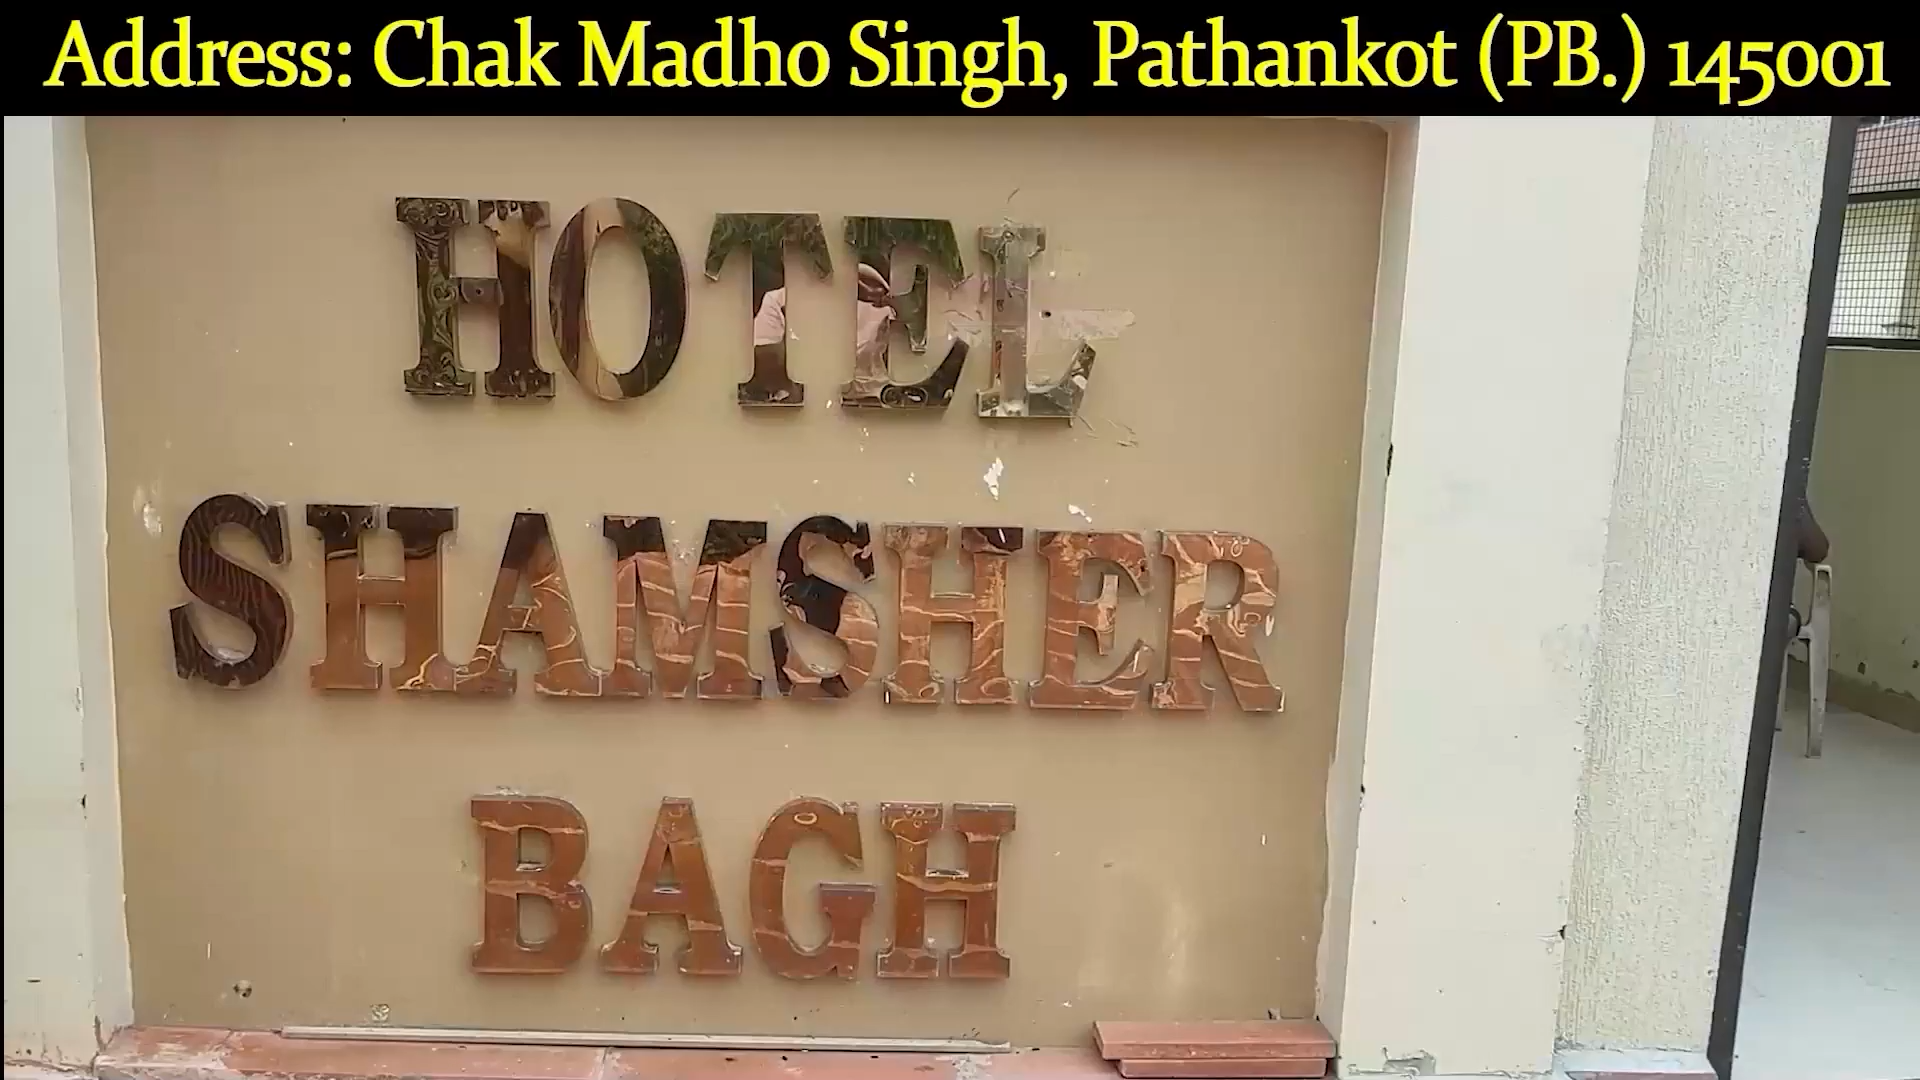 Address: Chak Madho Singh, Pathankot (PB.) 145001
HOTEL
SHAMSHER
BAGH